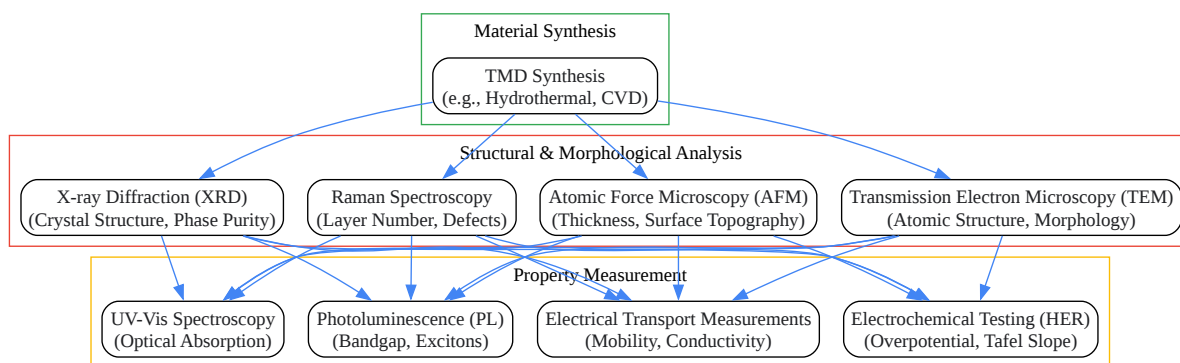 Material Synthesis
TMD Synthesis
(e.g., Hydrothermal, CVD)
Structural & Morphological Analysis
X-ray Diffraction (XRD)
(Crystal Structure, Phase Purity)
Raman Spectroscopy
(Layer Number, Defects)
Atomic Force Microscopy (AFM)
(Thickness, Surface Topography)
Transmission Electron Microscopy (TEM)
(Atomic Structure, Morphology)
Property Measurement
UV-Vis Spectroscopy
(Optical Absorption)
Photoluminescence (PL)
(Bandgap, Excitons)
Electrical Transport Measurements
(Mobility, Conductivity)
Electrochemical Testing (HER)
(Overpotential, Tafel Slope)